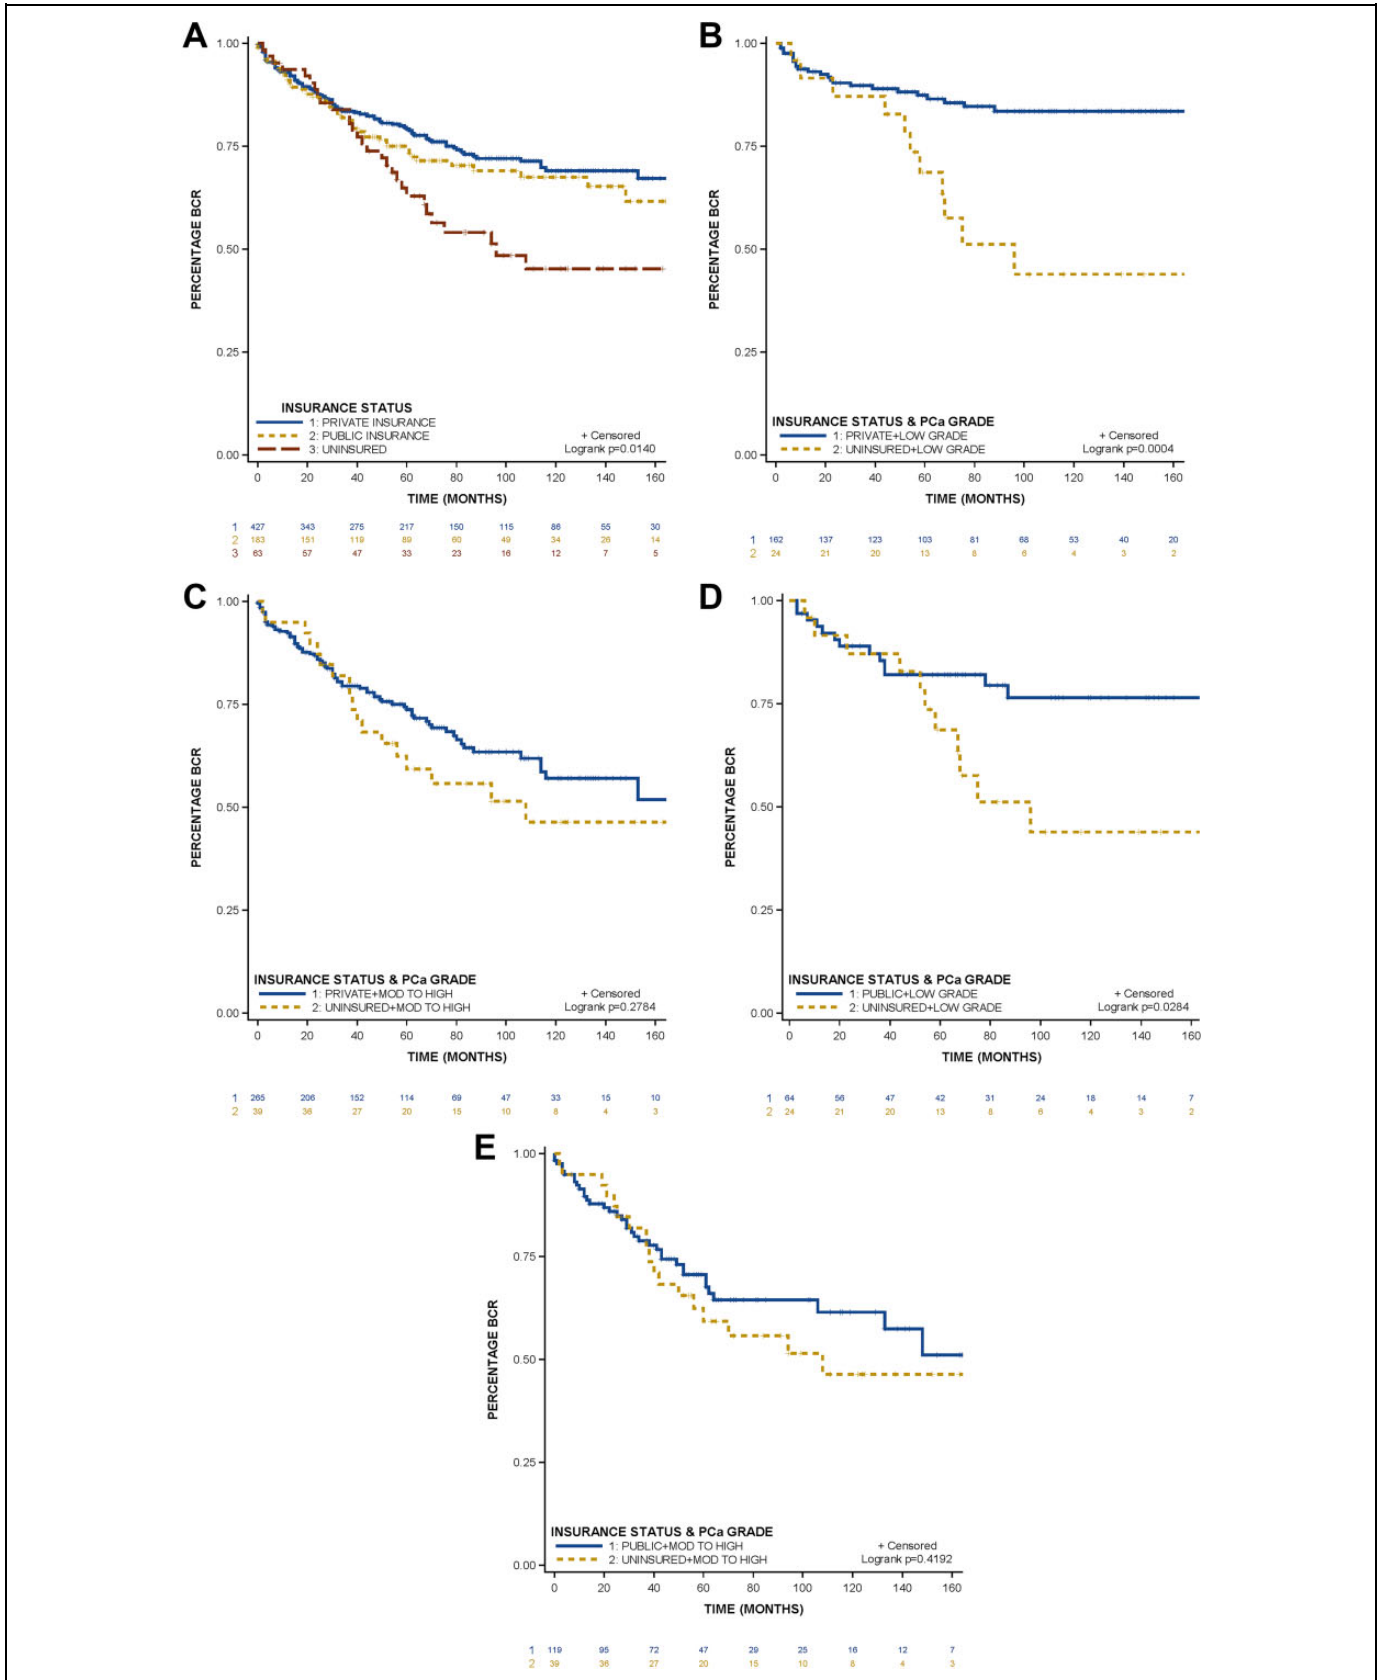 A
1.00
0.75
0.50
0.25
0.00
PERCENTAGE BCR
INSURANCE STATUS
1: PRIVATE INSURANCE
2: PUBLIC INSURANCE
3: UNINSURED
+ Censored
Logrank p=0.0140
0 20 40 60 80 100 120 140 160
TIME (MONTHS)
1 427 343 275 217 150 115 86 55 30
2 183 151 119 89 60 49 34 26 14
3 63 57 47 33 23 16 12 7 5
B
1.00
0.75
0.50
0.25
0.00
PERCENTAGE BCR
INSURANCE STATUS & PCa GRADE
1: PRIVATE+LOW GRADE
2: UNINSURED+LOW GRADE
+ Censored
Logrank p=0.0004
0 20 40 60 80 100 120 140 160
TIME (MONTHS)
1 162 137 123 103 81 68 53 40 20
2 24 21 20 13 8 6 4 3 2
C
1.00
0.75
0.50
0.25
0.00
PERCENTAGE BCR
INSURANCE STATUS & PCa GRADE
1: PRIVATE+MOD TO HIGH
2: UNINSURED+MOD TO HIGH
+ Censored
Logrank p=0.2784
0 20 40 60 80 100 120 140 160
TIME (MONTHS)
1 265 206 152 114 69 47 33 15 10
2 39 36 27 20 15 10 8 4 3
D
1.00
0.75
0.50
0.25
0.00
PERCENTAGE BCR
INSURANCE STATUS & PCa GRADE
1: PUBLIC+LOW GRADE
2: UNINSURED+LOW GRADE
+ Censored
Logrank p=0.0284
0 20 40 60 80 100 120 140 160
TIME (MONTHS)
1 64 56 47 42 31 24 18 14 7
2 24 21 20 13 8 6 4 3 2
E
1.00
0.75
0.50
0.25
0.00
PERCENTAGE BCR
INSURANCE STATUS & PCa GRADE
1: PUBLIC+MOD TO HIGH
2: UNINSURED+MOD TO HIGH
+ Censored
Logrank p=0.4192
0 20 40 60 80 100 120 140 160
TIME (MONTHS)
1 119 95 72 47 29 25 16 12 7
2 39 36 27 20 15 10 8 4 3